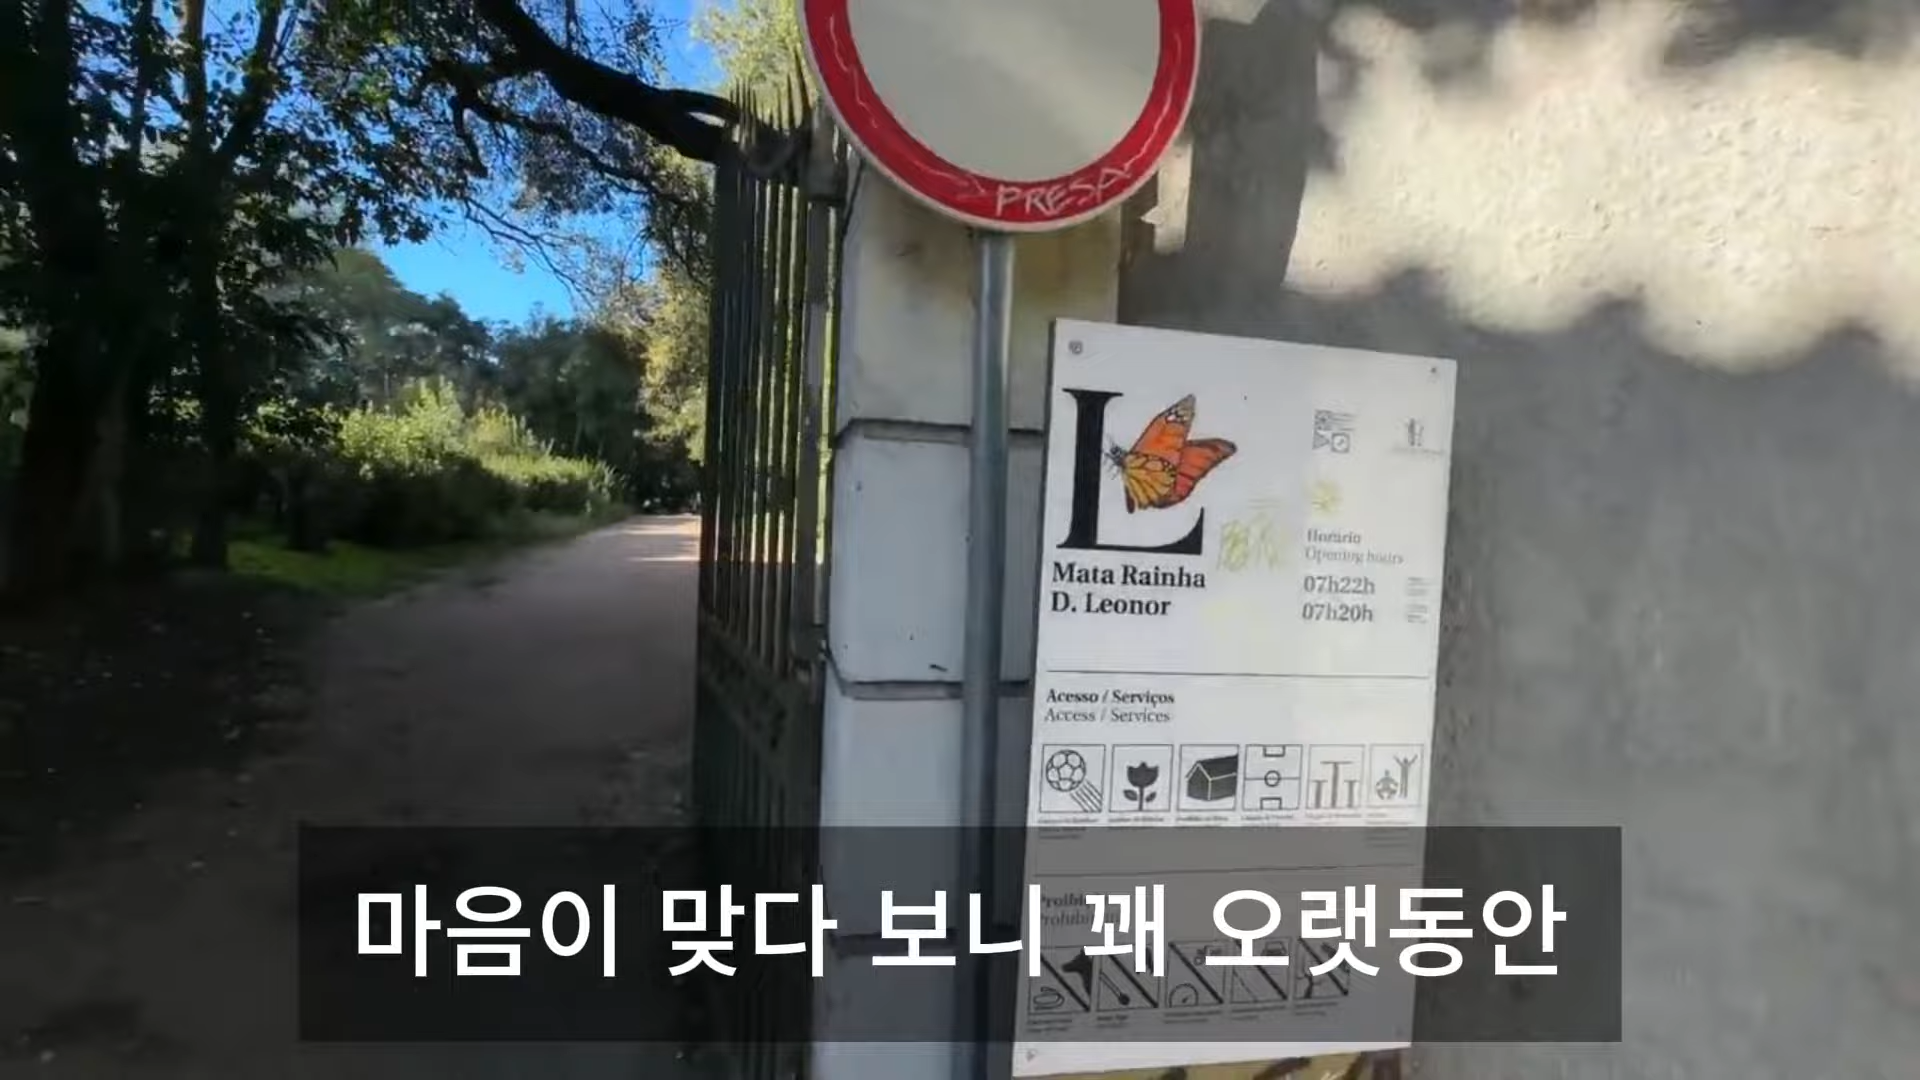 PRESA
L
Mata Rainha
D. Leonor
Horário
Opening hours
07h22h
07h20h
Acesso / Serviços
Access / Services
마음이 맞다 보니 꽤 오랫동안